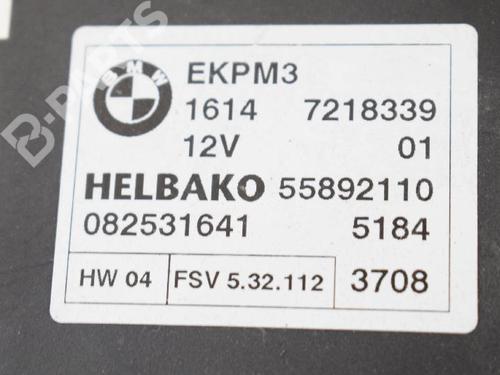 B-PARTS
BMW
EKPM3
1614 7218339
12V 01
HELBAKO 55892110
082531641 5184
HW 04 FSV 5.32.112 3708